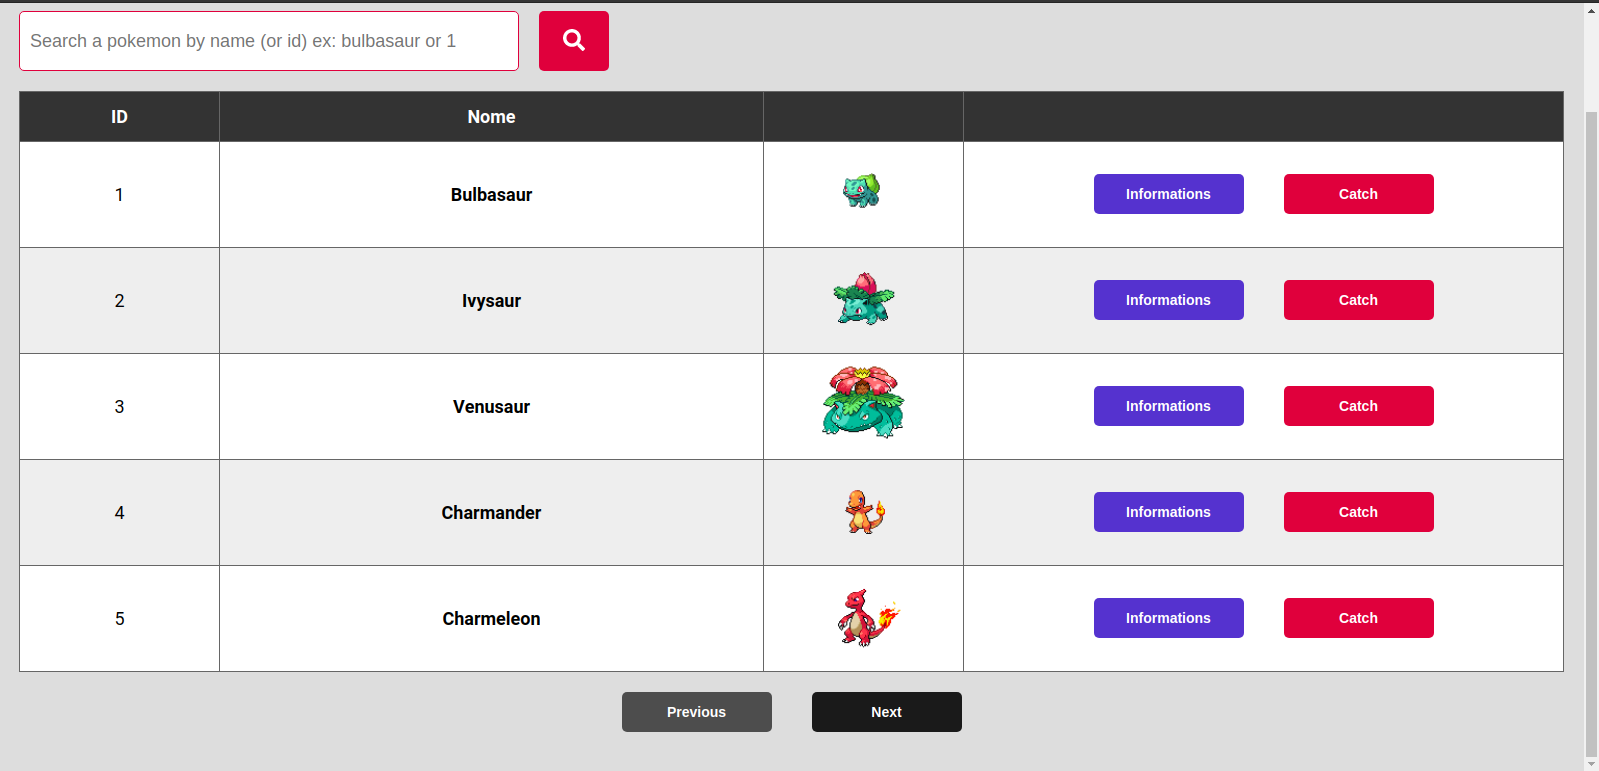 Search a pokemon by name (or id) ex: bulbasaur or 1
ID Nome
1 Bulbasaur Informations Catch
2 Ivysaur Informations Catch
3 Venusaur Informations Catch
4 Charmander Informations Catch
5 Charmeleon Informations Catch
Previous Next